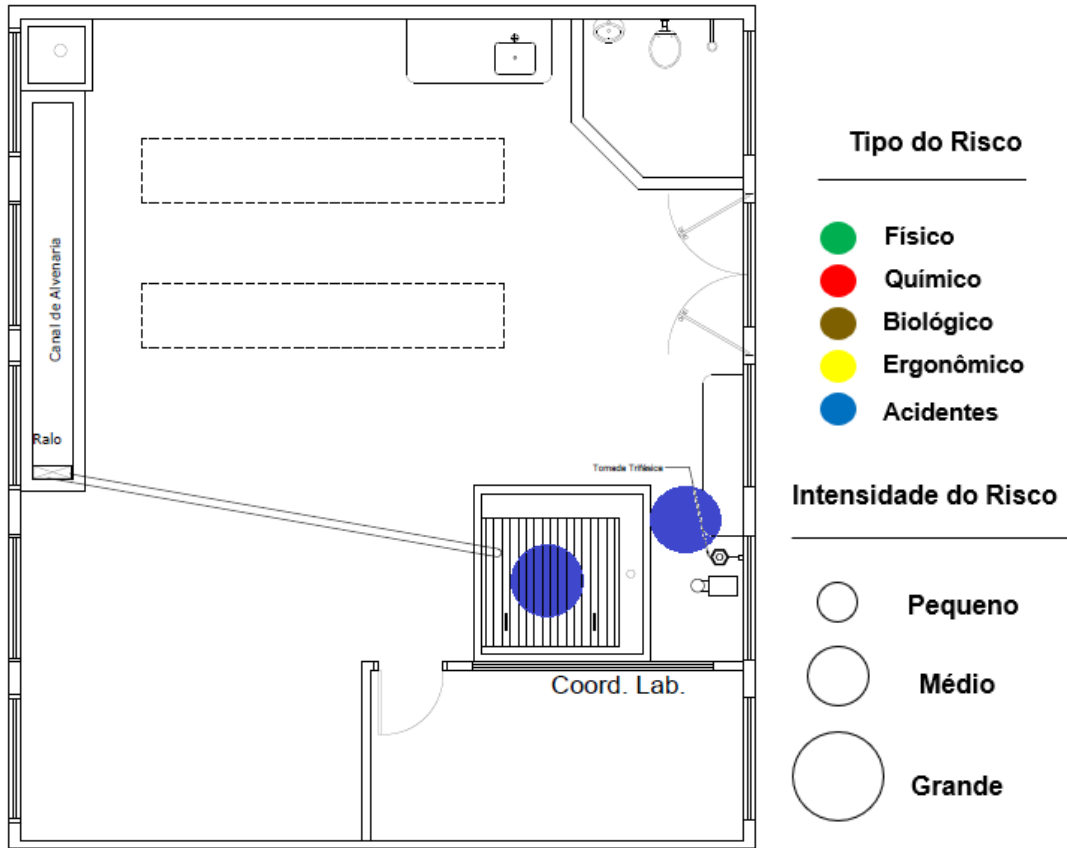 Tipo do Risco
Físico
Químico
Biológico
Ergonômico
Acidentes
Intensidade do Risco
Pequeno
Médio
Grande
Canal de Alvenaria
Ralo
Tomada Trifásica
Coord. Lab.